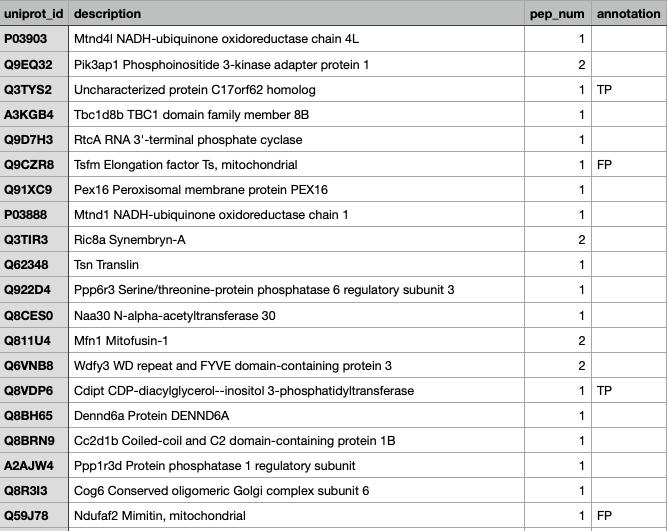 uniprot_id description pep_num annotation
P03903 Mtnd4l NADH-ubiquinone oxidoreductase chain 4L 1
Q9EQ32 Pik3ap1 Phosphoinositide 3-kinase adapter protein 1 2
Q3TYS2 Uncharacterized protein C17orf62 homolog 1 TP
A3KGB4 Tbc1d8b TBC1 domain family member 8B 1
Q9D7H3 RtcA RNA 3'-terminal phosphate cyclase 1
Q9CZR8 Tsfm Elongation factor Ts, mitochondrial 1 FP
Q91XC9 Pex16 Peroxisomal membrane protein PEX16 1
P03888 Mtnd1 NADH-ubiquinone oxidoreductase chain 1 1
Q3TIR3 Ric8a Synembryn-A 2
Q62348 Tsn Translin 1
Q922D4 Ppp6r3 Serine/threonine-protein phosphatase 6 regulatory subunit 3 1
Q8CES0 Naa30 N-alpha-acetyltransferase 30 1
Q811U4 Mfn1 Mitofusin-1 2
Q6VNB8 Wdfy3 WD repeat and FYVE domain-containing protein 3 2
Q8VDP6 Cdipt CDP-diacylglycerol--inositol 3-phosphatidyltransferase 1 TP
Q8BH65 Dennd6a Protein DENND6A 1
Q8BRN9 Cc2d1b Coiled-coil and C2 domain-containing protein 1B 1
A2AJW4 Ppp1r3d Protein phosphatase 1 regulatory subunit 1
Q8R3I3 Cog6 Conserved oligomeric Golgi complex subunit 6 1
Q59J78 Ndufaf2 Mimitin, mitochondrial 1 FP